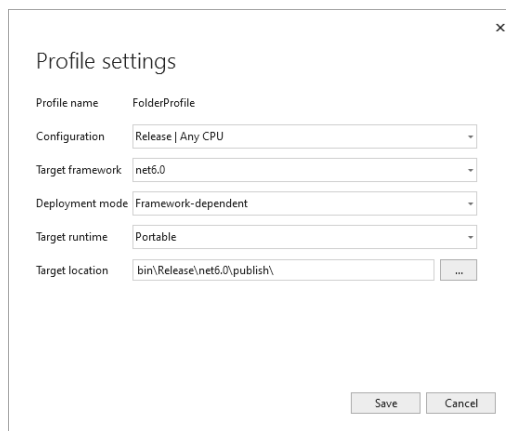 Profile settings
Profile name FolderProfile
Configuration Release | Any CPU
Target framework net6.0
Deployment mode Framework-dependent
Target runtime Portable
Target location bin\Release\net6.0\publish\ ...
Save Cancel